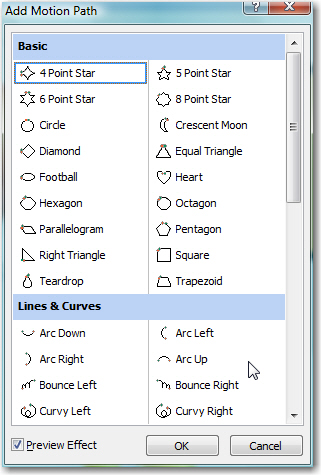 Add Motion Path
Basic
4 Point Star 5 Point Star
6 Point Star 8 Point Star
Circle Crescent Moon
Diamond Equal Triangle
Football Heart
Hexagon Octagon
Parallelogram Pentagon
Right Triangle Square
Teardrop Trapezoid
Lines & Curves
Arc Down Arc Left
Arc Right Arc Up
Bounce Left Bounce Right
Curvy Left Curvy Right
Preview Effect OK Cancel